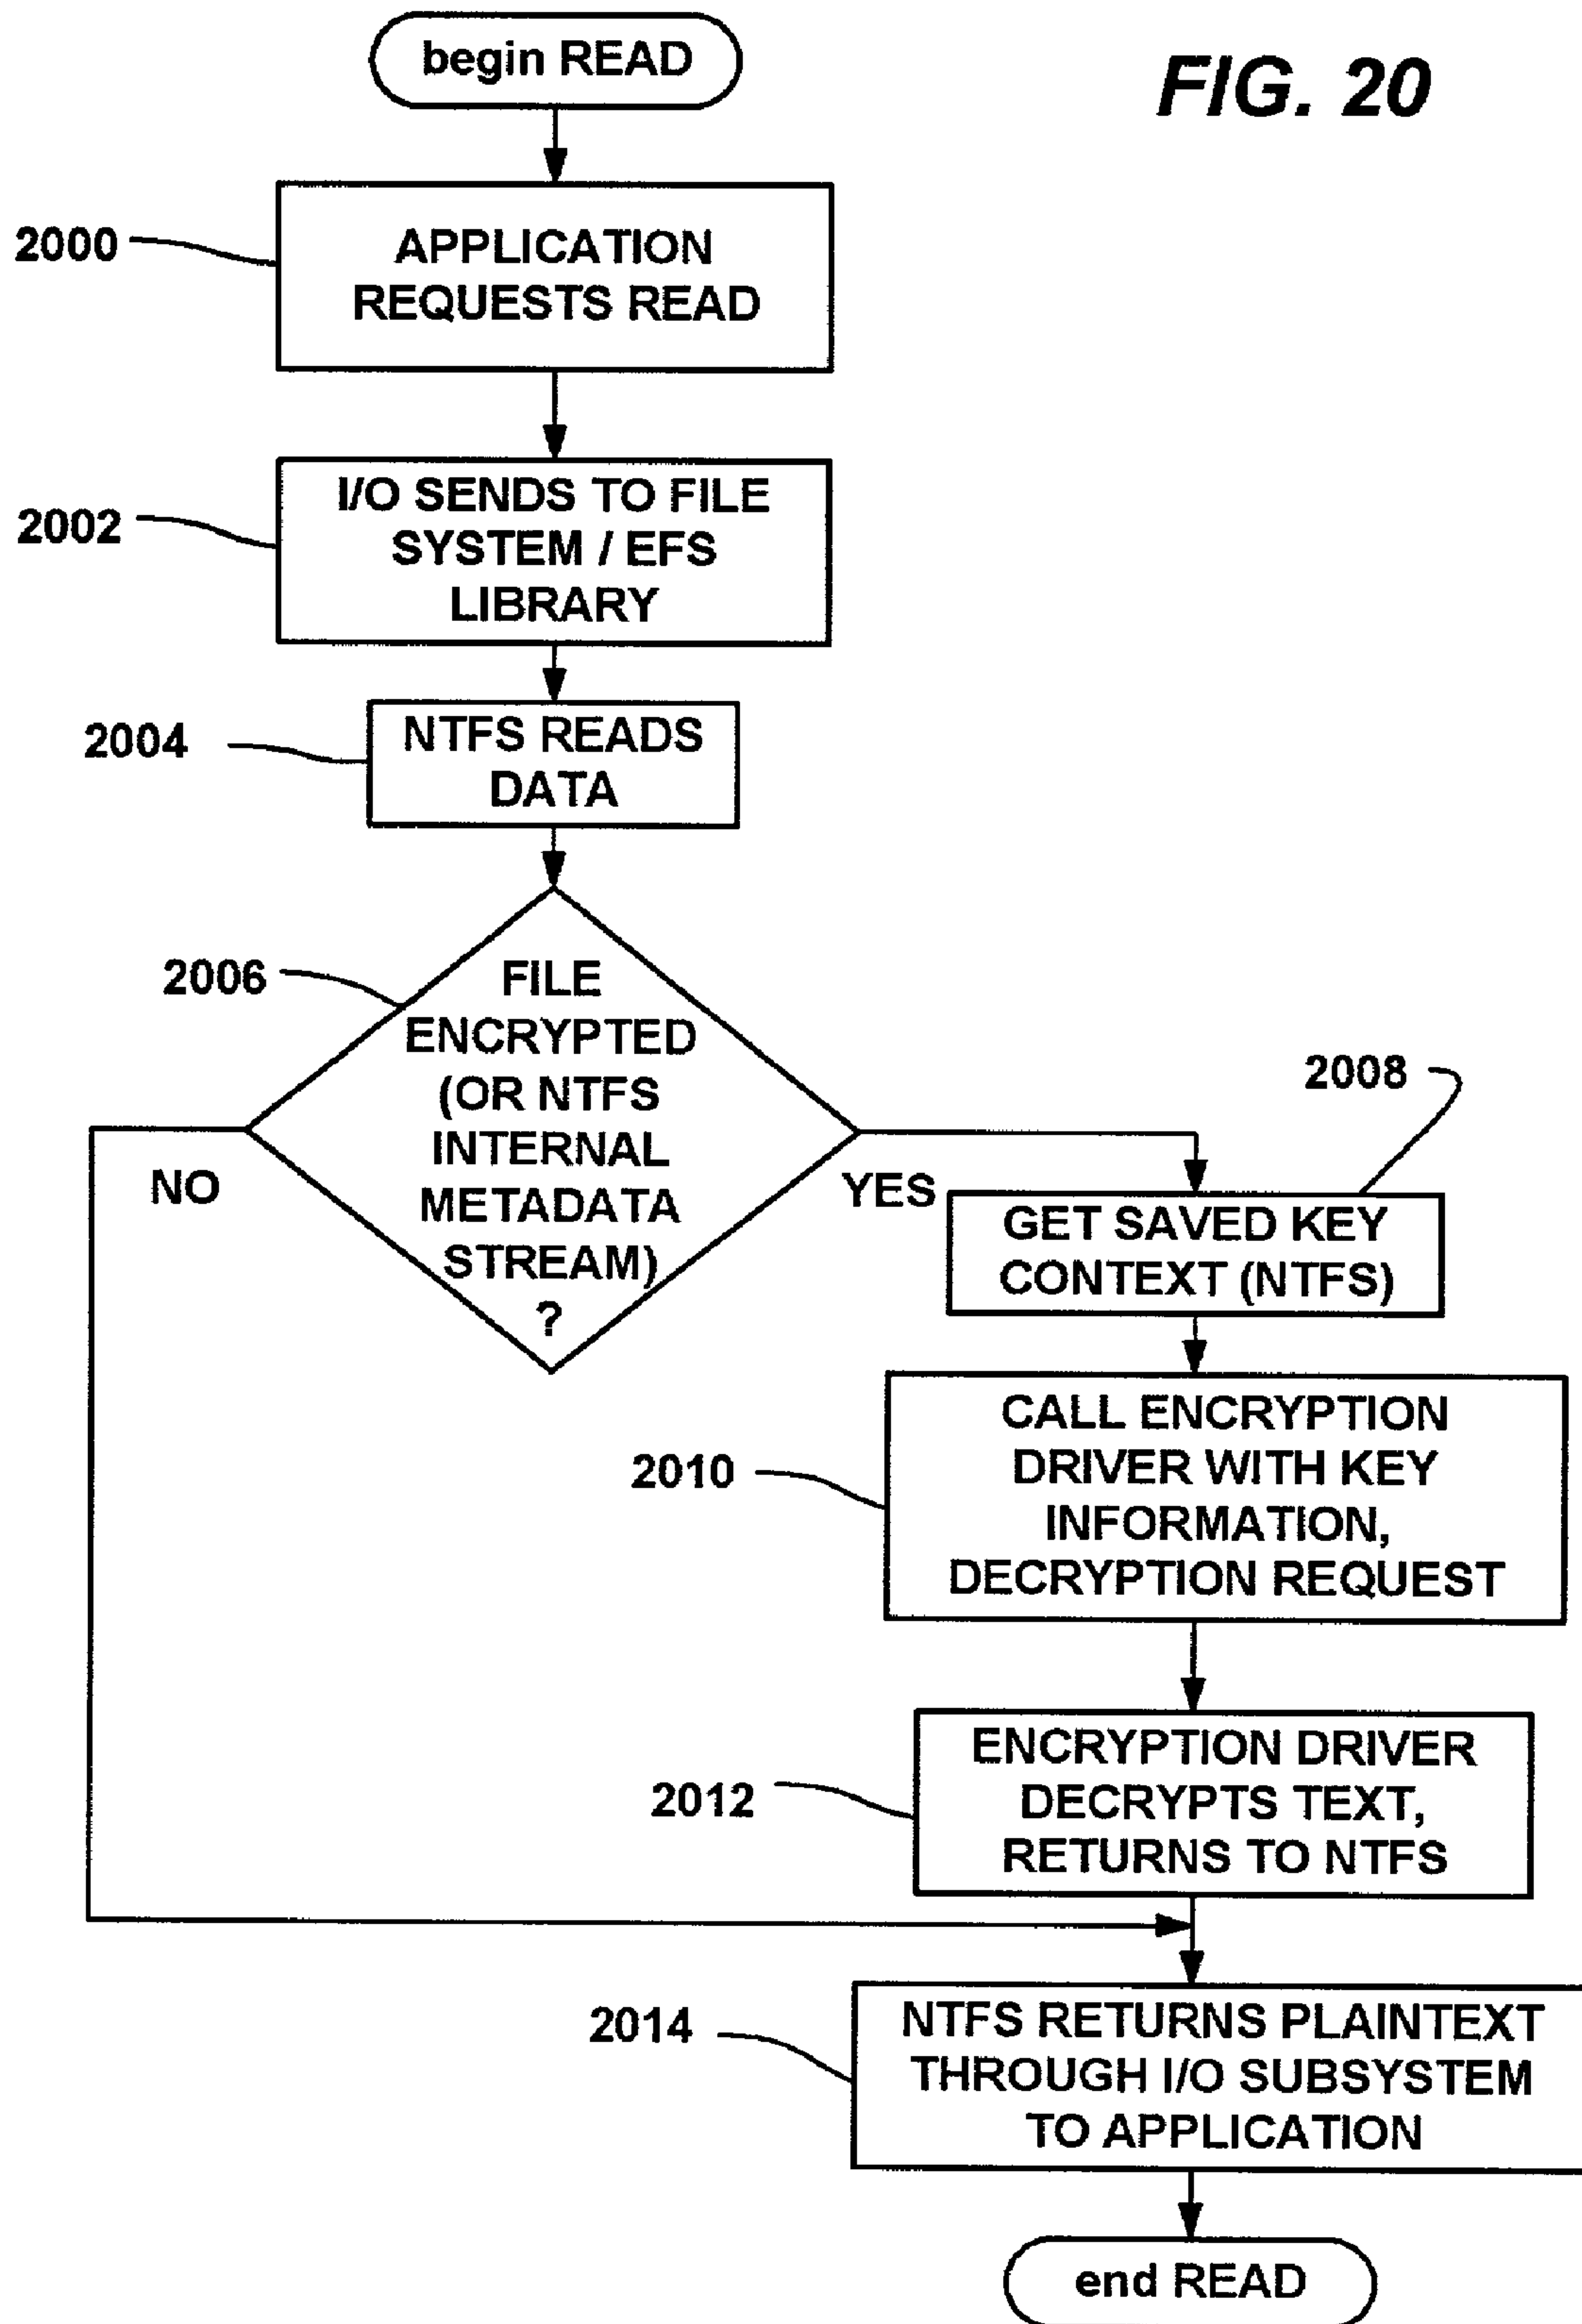 begin READ
FIG. 20
2000
APPLICATION
REQUESTS READ
2002
I/O SENDS TO FILE
SYSTEM / EFS
LIBRARY
2004
NTFS READS
DATA
2006
FILE
ENCRYPTED
(OR NTFS
INTERNAL
METADATA
STREAM)
?
NO
YES
2008
GET SAVED KEY
CONTEXT (NTFS)
2010
CALL ENCRYPTION
DRIVER WITH KEY
INFORMATION,
DECRYPTION REQUEST
2012
ENCRYPTION DRIVER
DECRYPTS TEXT,
RETURNS TO NTFS
2014
NTFS RETURNS PLAINTEXT
THROUGH I/O SUBSYSTEM
TO APPLICATION
end READ